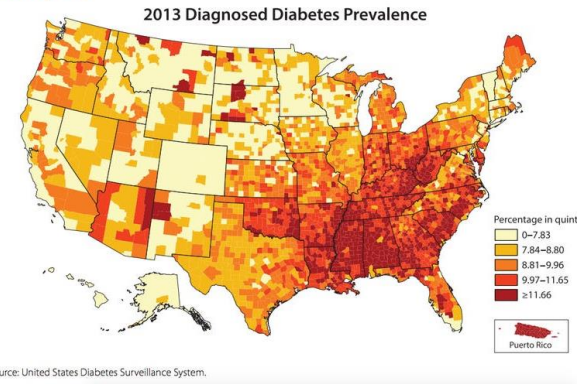 2013 Diagnosed Diabetes Prevalence
Percentage in quint
0–7.83
7.84–8.80
8.81–9.96
9.97–11.65
≥11.66
Puerto Rico
urce: United States Diabetes Surveillance System.